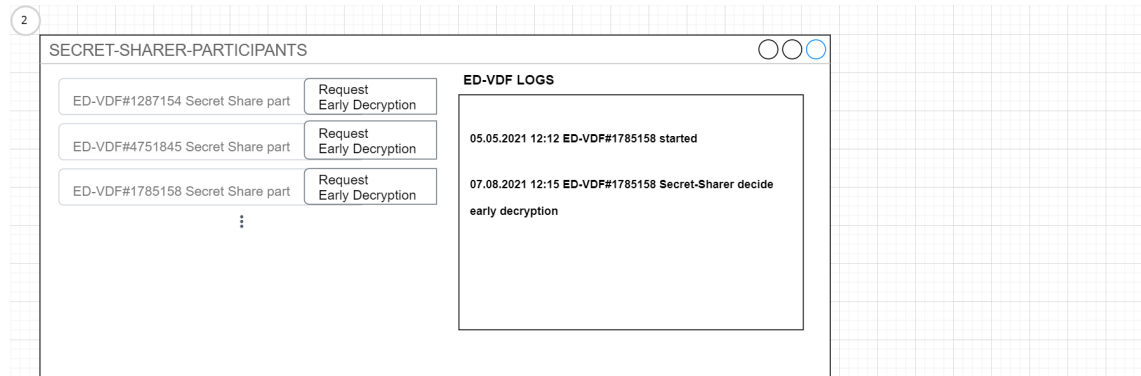 2
SECRET-SHARER-PARTICIPANTS
ED-VDF#1287154 Secret Share part
Request
Early Decryption
ED-VDF#4751845 Secret Share part
Request
Early Decryption
ED-VDF#1785158 Secret Share part
Request
Early Decryption
ED-VDF LOGS
05.05.2021 12:12 ED-VDF#1785158 started
07.08.2021 12:15 ED-VDF#1785158 Secret-Sharer decide
early decryption